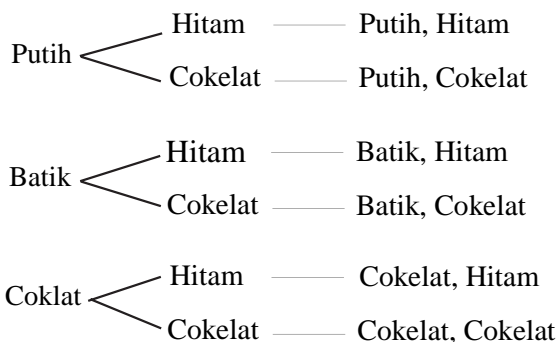 Hitam Putih, Hitam
Putih
Cokelat Putih, Cokelat
Hitam Batik, Hitam
Batik
Cokelat Batik, Cokelat
Hitam Cokelat, Hitam
Coklat
Cokelat Cokelat, Cokelat